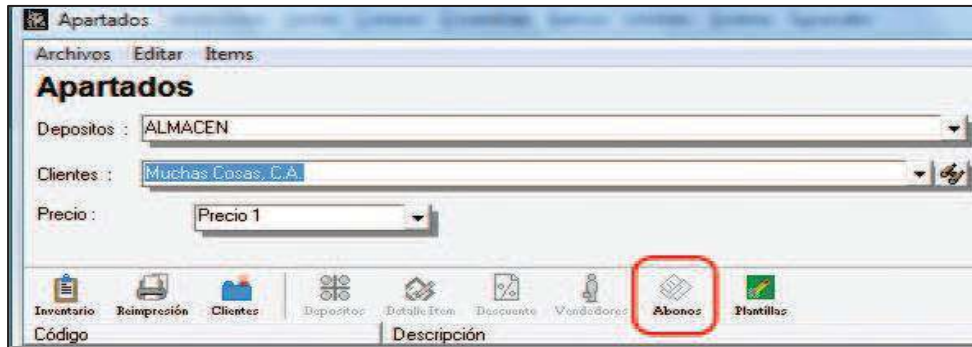 Apartados
Archivos Editar Items
Apartados
Depositos : ALMACEN
Clientes : Muchas Cosas, C.A.
Precio : Precio 1
Inventario Reimpresión Clientes Depositos Detalle Item Descuento Vendedores Abonos Plantillas
Código Descripción